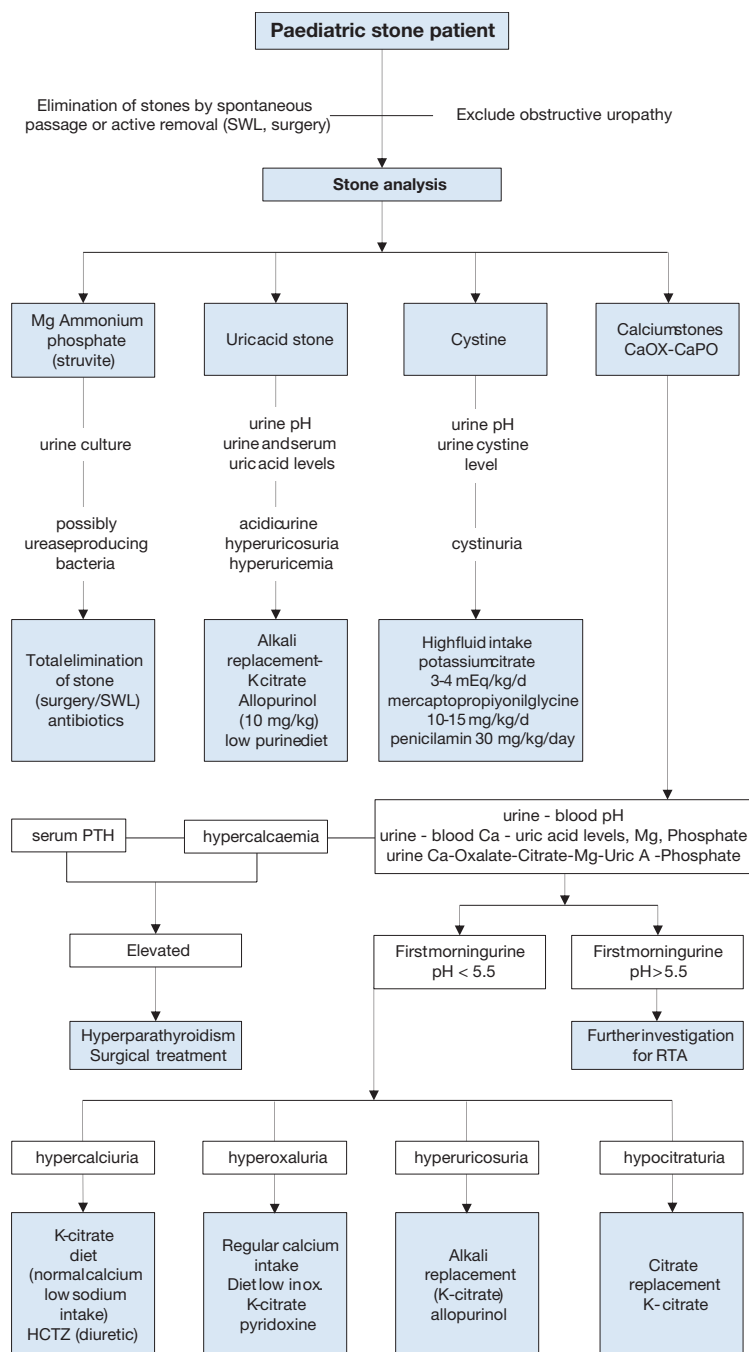 Paediatric stone patient
Elimination of stones by spontaneous
passage or active removal (SWL, surgery)
Exclude obstructive uropathy
Stone analysis
Mg Ammonium
phosphate
(struvite)
Uricacid stone
Cystine
Calciumstones
CaOX-CaPO
urine culture
urine pH
urine and serum
uric acid levels
urine pH
urine cystine
level
possibly
ureaseproducing
bacteria
acidicurine
hyperuricosuria
hyperuricemia
cystinuria
Totalelimination
of stone
(surgery/SWL)
antibiotics
Alkali
replacement-
K citrate
Allopurinol
(10 mg/kg)
low purinediet
Highfluid intake
potassiumcitrate
3-4 mEq/kg/d
mercaptopropiyonilglycine
10-15 mg/kg/d
penicilamin 30 mg/kg/day
serum PTH
hypercalcaemia
urine - blood pH
urine - blood Ca - uric acid levels, Mg, Phosphate
urine Ca-Oxalate-Citrate-Mg-Uric A -Phosphate
Elevated
Firstmorningurine
pH < 5.5
Firstmorningurine
pH>5.5
Hyperparathyroidism
Surgical treatment
Furtherinvestigation
for RTA
hypercalciuria
hyperoxaluria
hyperuricosuria
hypocitraturia
K-citrate
diet
(normalcalcium
low sodium
intake)
HCTZ (diuretic)
Regular calcium
intake
Diet low in ox.
K-citrate
pyridoxine
Alkali
replacement
(K-citrate)
allopurinol
Citrate
replacement
K- citrate